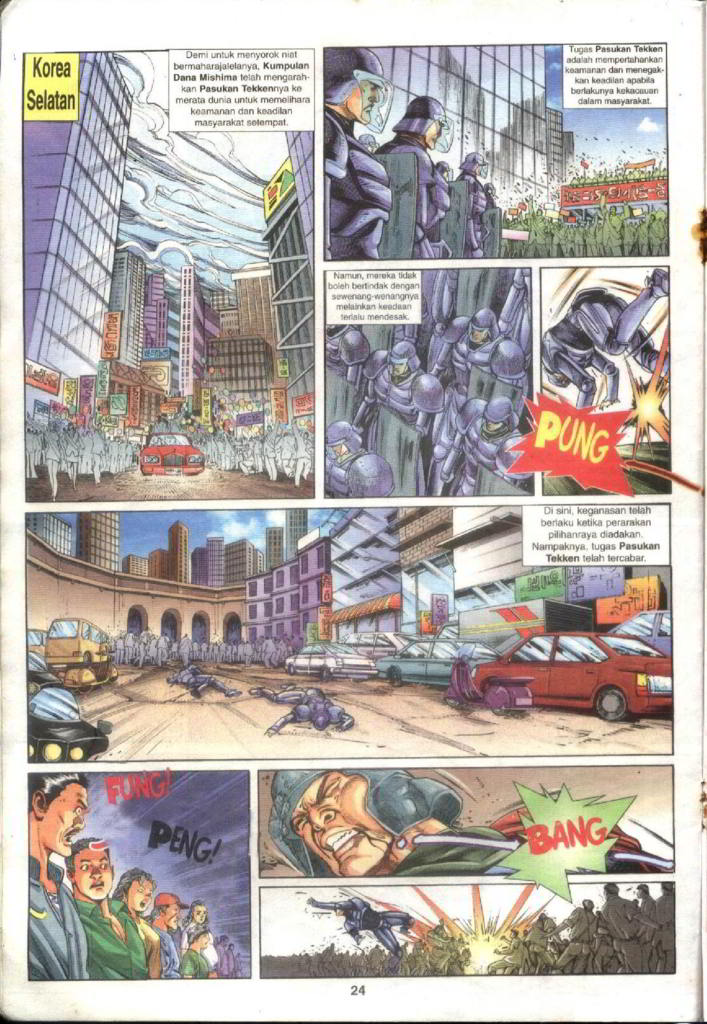 Korea
Selatan
Demi untuk menyorok niat
bermaharajalelanya, Kumpulan
Dana Mishima telah mengarah-
kan Pasukan Tekkennya ke
merata dunia untuk memelihara
keamanan dan keadilan
masyarakat setempat.
Tugas Pasukan Tekken
adalah mempertahankan
keamanan dan menegak-
kan keadilan apabila
berlakunya kekacauan
dalam masyarakat.
Namun, mereka tidak
boleh bertindak dengan
sewenang-wenangnya
melainkan keadaan
terlalu mendesak.
PUNG
Di sini, keganasan telah
berlaku ketika perarakan
pilihanraya diadakan.
Nampaknya, tugas Pasukan
Tekken telah tercabar.
FUNG!
PENG!
BANG
24